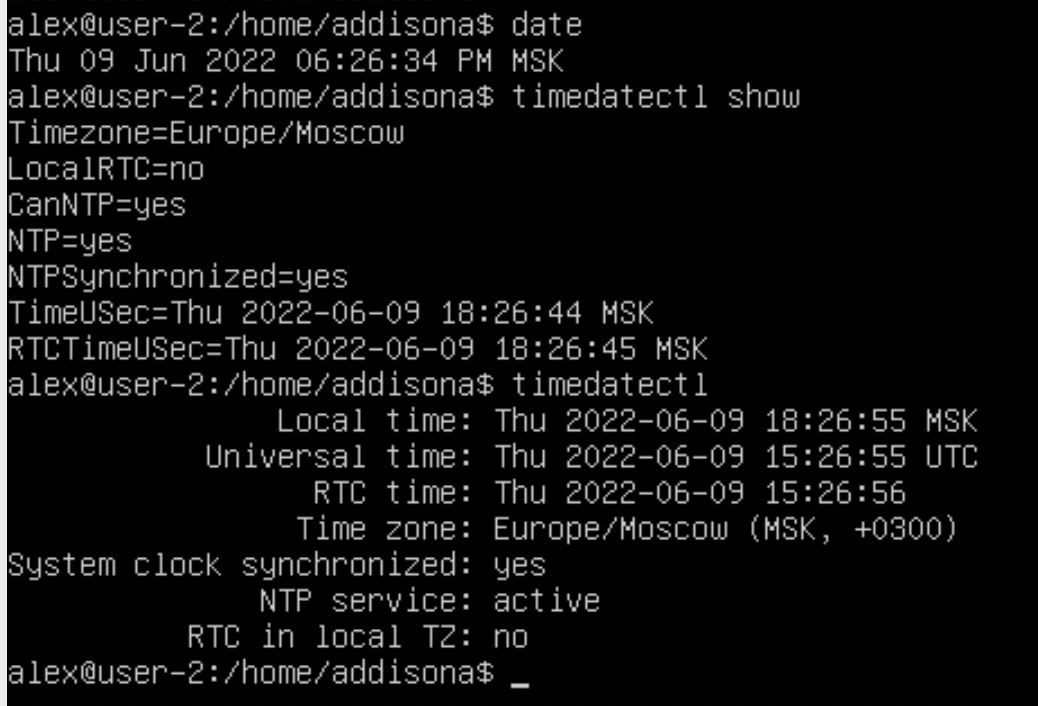 alex@user-2:/home/addisona$ date
Thu 09 Jun 2022 06:26:34 PM MSK
alex@user-2:/home/addisona$ timedatectl show
Timezone=Europe/Moscow
LocalRTC=no
CanNTP=yes
NTP=yes
NTPSynchronized=yes
TimeUSec=Thu 2022-06-09 18:26:44 MSK
RTCTimeUSec=Thu 2022-06-09 18:26:45 MSK
alex@user-2:/home/addisona$ timedatectl
Local time: Thu 2022-06-09 18:26:55 MSK
Universal time: Thu 2022-06-09 15:26:55 UTC
RTC time: Thu 2022-06-09 15:26:56
Time zone: Europe/Moscow (MSK, +0300)
System clock synchronized: yes
NTP service: active
RTC in local TZ: no
alex@user-2:/home/addisona$ _